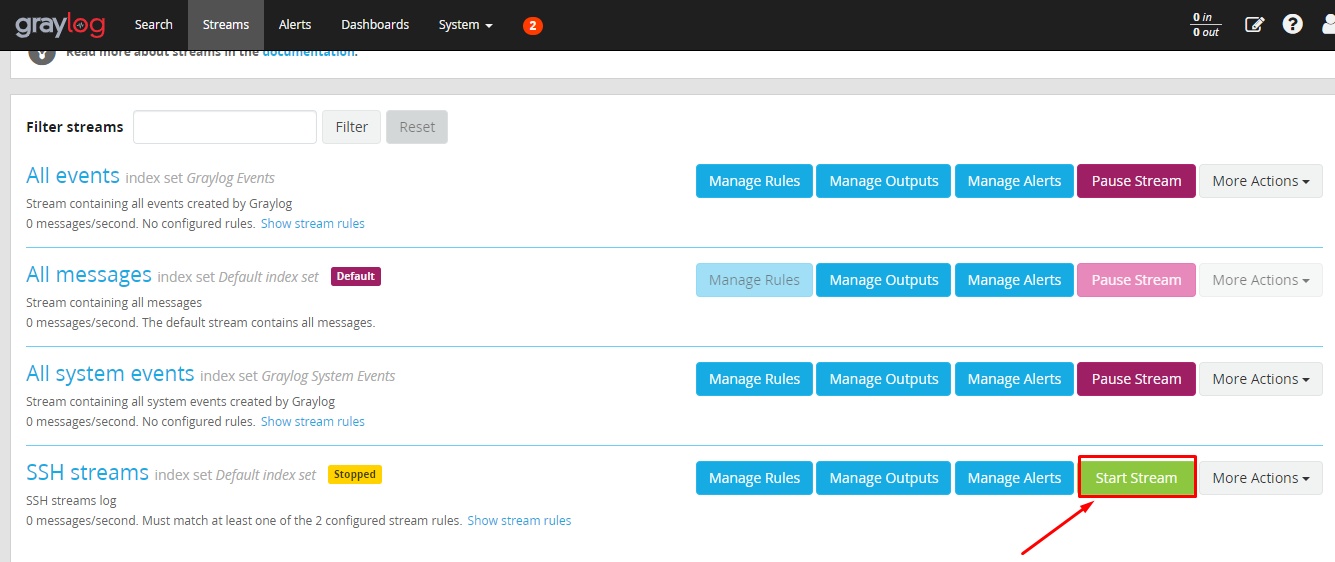 graylog Search Streams Alerts Dashboards System 2 0 in
0 out
Read more about streams in the documentation.
Filter streams Filter Reset
All events index set Graylog Events Manage Rules Manage Outputs Manage Alerts Pause Stream More Actions
Stream containing all events created by Graylog
0 messages/second. No configured rules. Show stream rules
All messages index set Default index set Default Manage Rules Manage Outputs Manage Alerts Pause Stream More Actions
Stream containing all messages
0 messages/second. The default stream contains all messages.
All system events index set Graylog System Events Manage Rules Manage Outputs Manage Alerts Pause Stream More Actions
Stream containing all system events created by Graylog
0 messages/second. No configured rules. Show stream rules
SSH streams index set Default index set Stopped Manage Rules Manage Outputs Manage Alerts Start Stream More Actions
SSH streams log
0 messages/second. Must match at least one of the 2 configured stream rules. Show stream rules